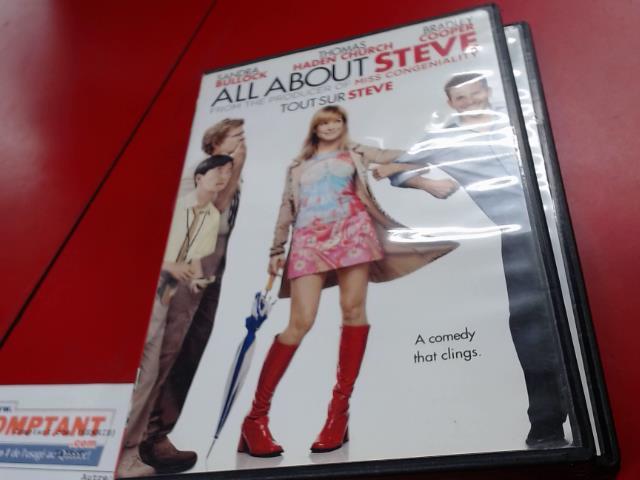 SANDRA BULLOCK
THOMAS HADEN CHURCH
BRADLEY COOPER
ALL ABOUT STEVE
FROM THE PRODUCER OF MISS CONGENIALITY
TOUT SUR STEVE
A comedy
that clings.
OMPTANT
.com
Autre